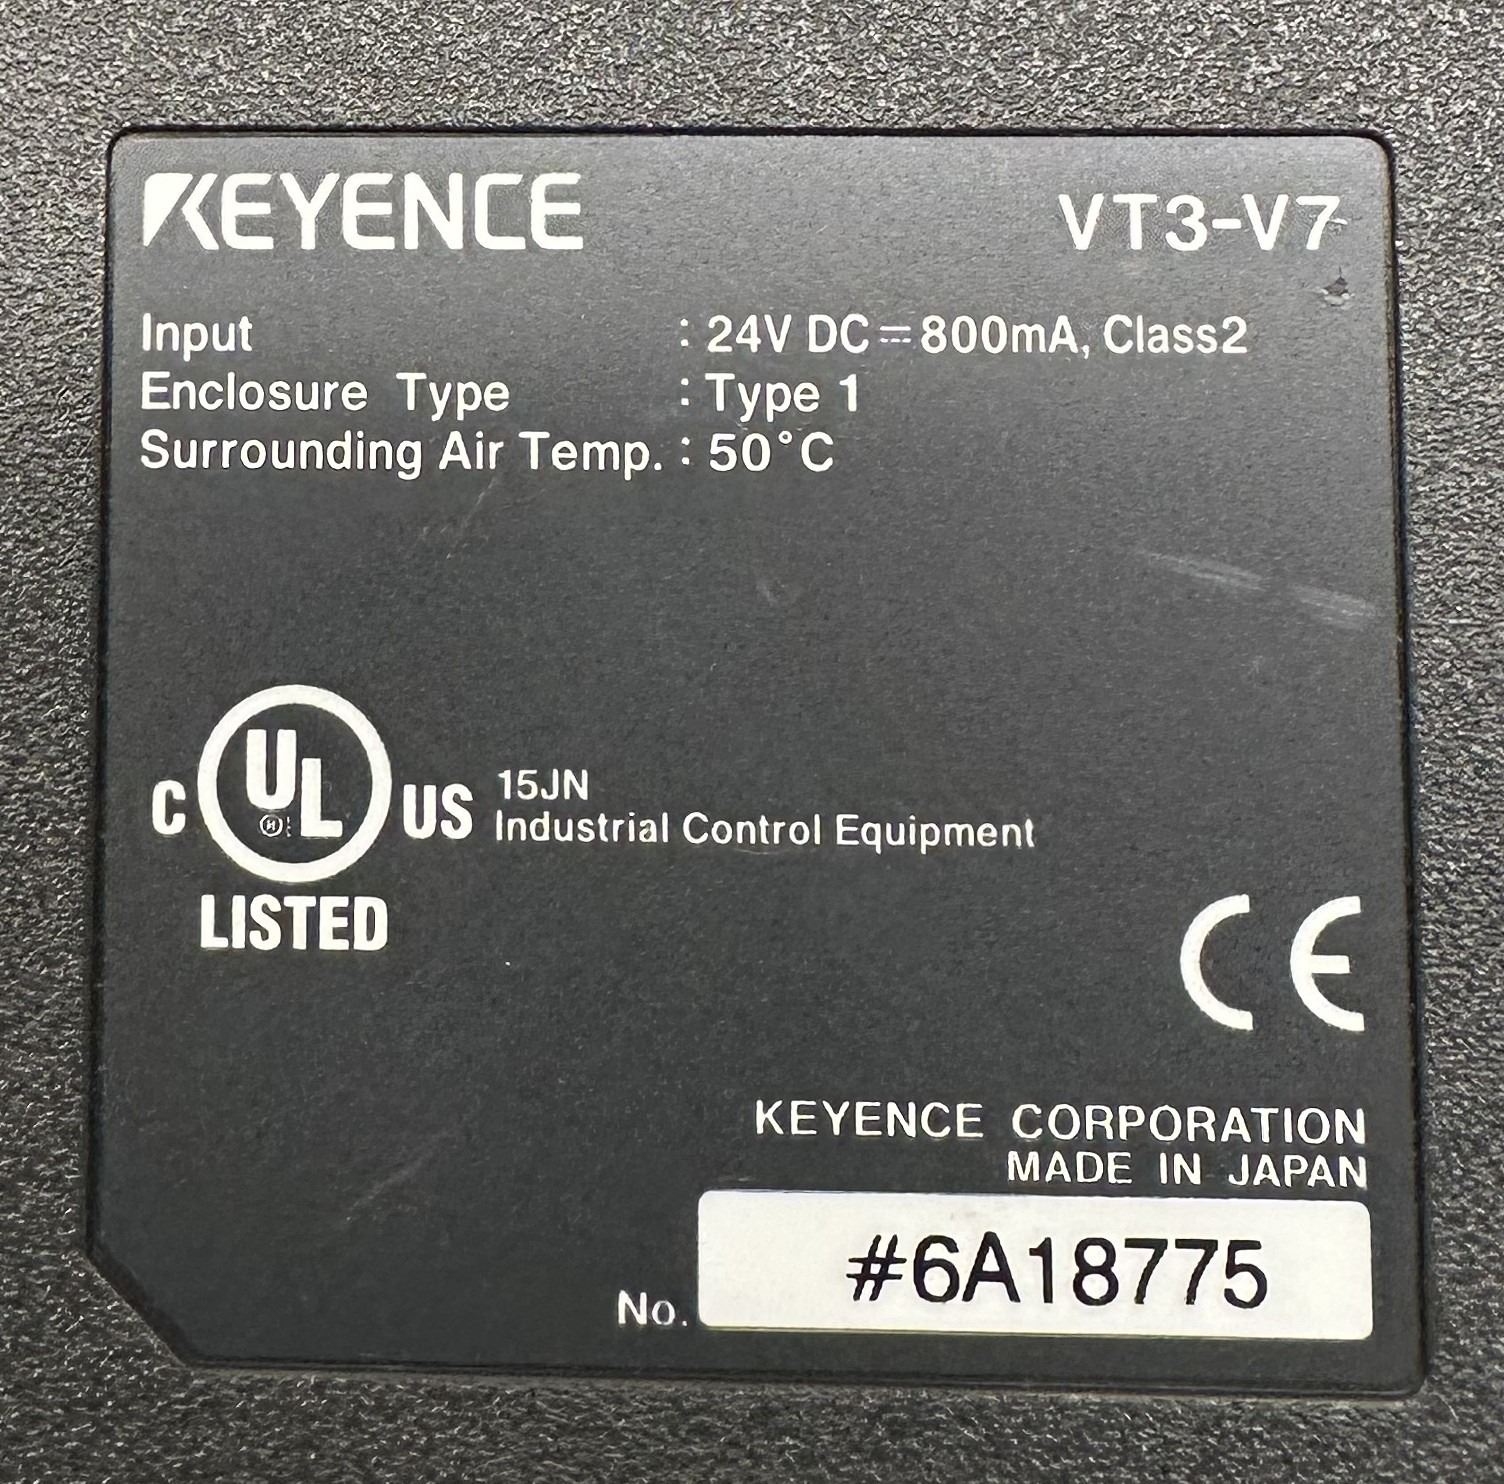 KEYENCE VT3-V7
Input : 24V DC⎓800mA, Class2
Enclosure Type : Type 1
Surrounding Air Temp. : 50°C
C UL US 15JN
Industrial Control Equipment
LISTED
CE
KEYENCE CORPORATION
MADE IN JAPAN
No. #6A18775